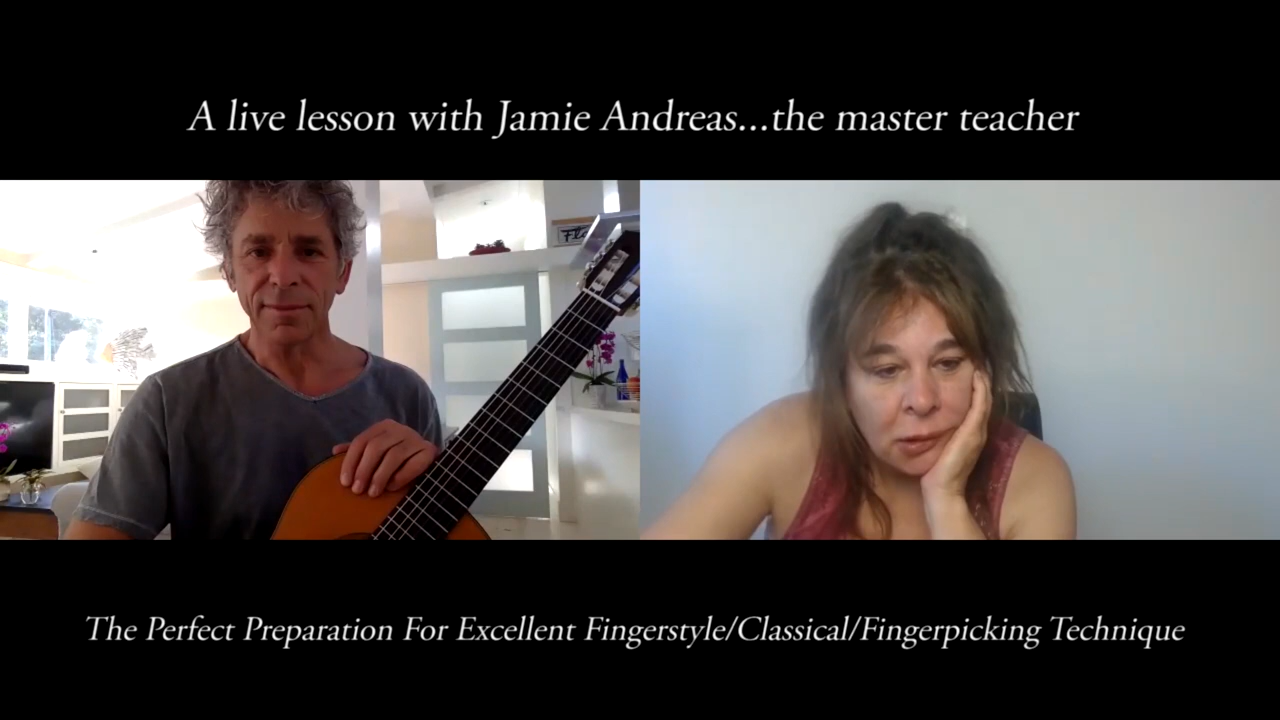 A live lesson with Jamie Andreas...the master teacher
The Perfect Preparation For Excellent Fingerstyle/Classical/Fingerpicking Technique